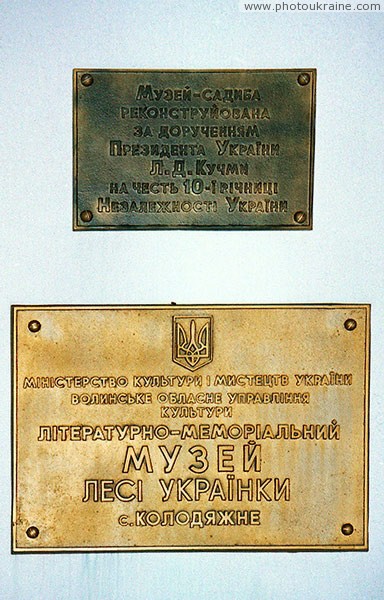 www.photoukraine.com
МУЗЕЙ-САДИБА
РЕКОНСТРУЙОВАНА
ЗА ДОРУЧЕННЯМ
ПРЕЗИДЕНТА УКРАЇНИ
Л.Д.КУЧМИ
НА ЧЕСТЬ 10-Ї РІЧНИЦІ
НЕЗАЛЕЖНОСТІ УКРАЇНИ
МІНІСТЕРСТВО КУЛЬТУРИ І МИСТЕЦТВ УКРАЇНИ
ВОЛИНСЬКЕ ОБЛАСНЕ УПРАВЛІННЯ
КУЛЬТУРИ
ЛІТЕРАТУРНО-МЕМОРІАЛЬНИЙ
МУЗЕЙ
ЛЕСІ УКРАЇНКИ
с.КОЛОДЯЖНЕ